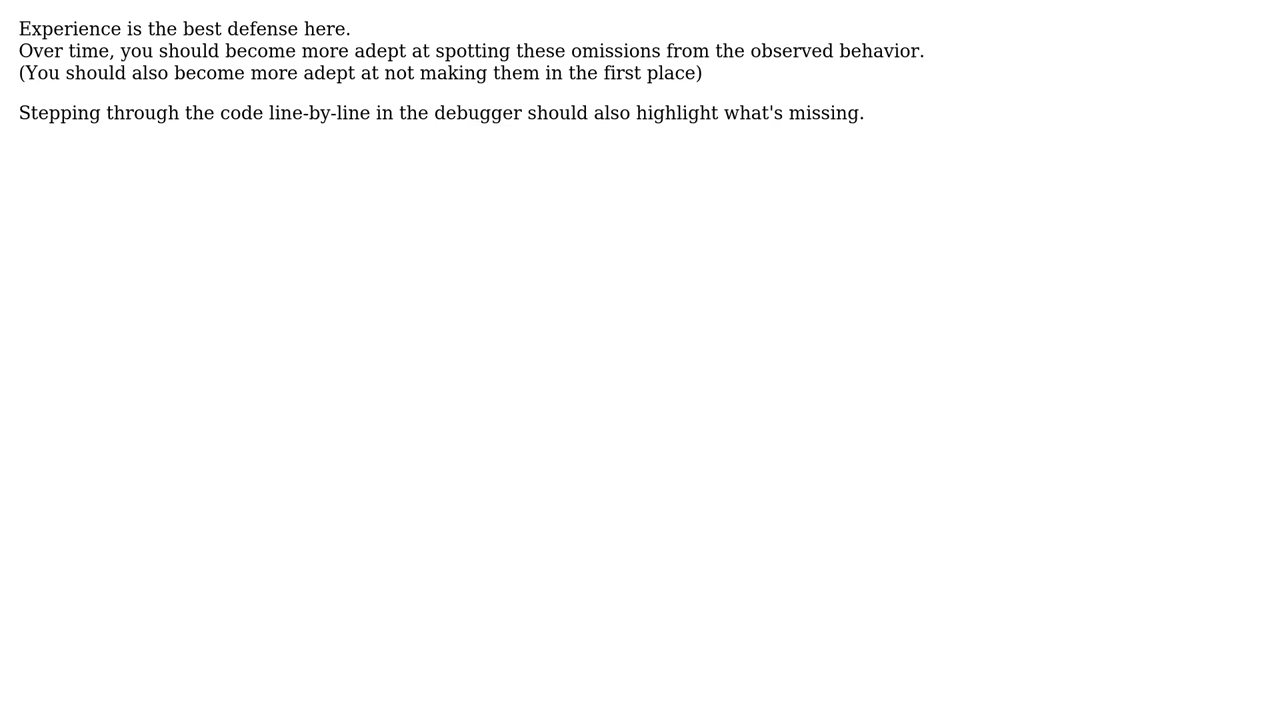 Experience is the best defense here.
Over time, you should become more adept at spotting these omissions from the observed behavior.
(You should also become more adept at not making them in the first place)
Stepping through the code line-by-line in the debugger should also highlight what's missing.